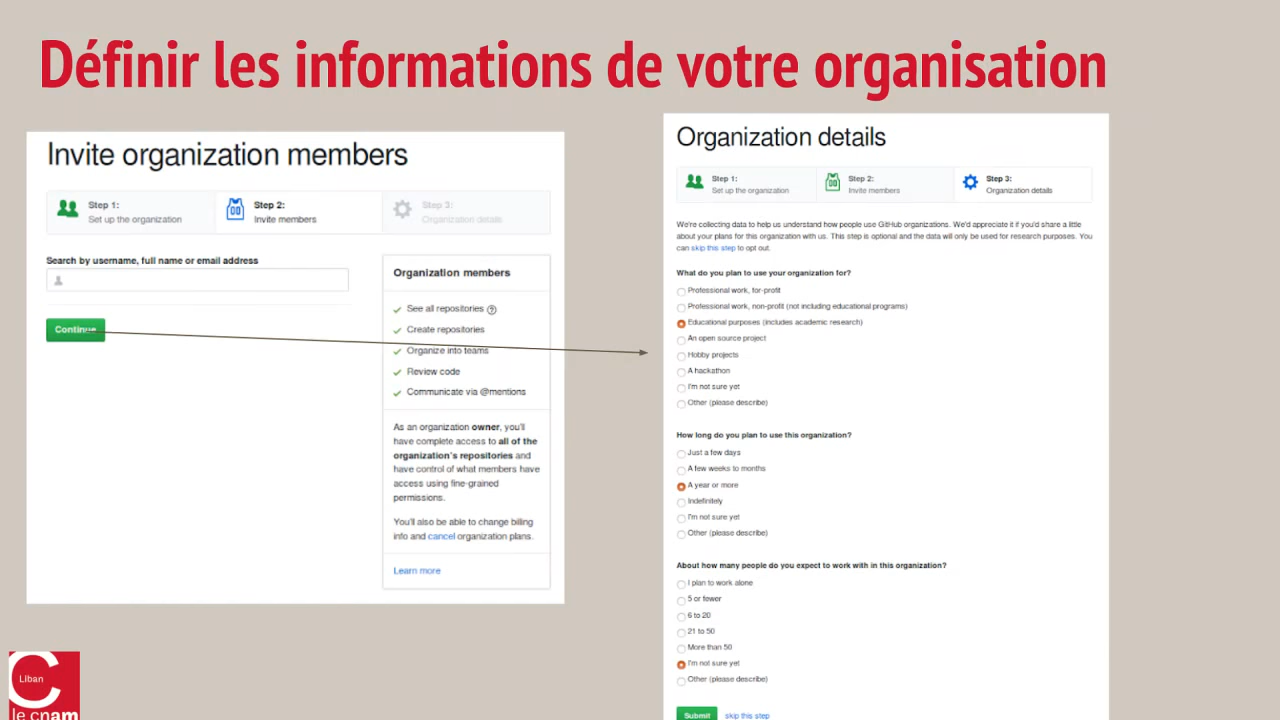 Définir les informations de votre organisation
Invite organization members
Step 1:
Set up the organization
Step 2:
Invite members
Step 3:
Organization details
Search by username, full name or email address
Continue
Organization members
See all repositories
Create repositories
Organize into teams
Review code
Communicate via @mentions
As an organization owner, you'll
have complete access to all of the
organization's repositories and
have control of what members have
access using fine-grained
permissions.
You'll also be able to change billing
info and cancel organization plans.
Learn more
Organization details
Step 1:
Set up the organization
Step 2:
Invite members
Step 3:
Organization details
We're collecting data to help us understand how people use GitHub organizations. We'd appreciate it if you'd share a little
about your plans for this organization with us. This step is optional and the data will only be used for research purposes. You
can skip this step to opt out.
What do you plan to use your organization for?
Professional work, for-profit
Professional work, non-profit (not including educational programs)
Educational purposes (includes academic research)
An open source project
Hobby projects
A hackathon
I'm not sure yet
Other (please describe)
How long do you plan to use this organization?
Just a few days
A few weeks to months
A year or more
Indefinitely
I'm not sure yet
Other (please describe)
About how many people do you expect to work with in this organization?
I plan to work alone
5 or fewer
6 to 20
21 to 50
More than 50
I'm not sure yet
Other (please describe)
Submit skip this step
Liban
le cnam